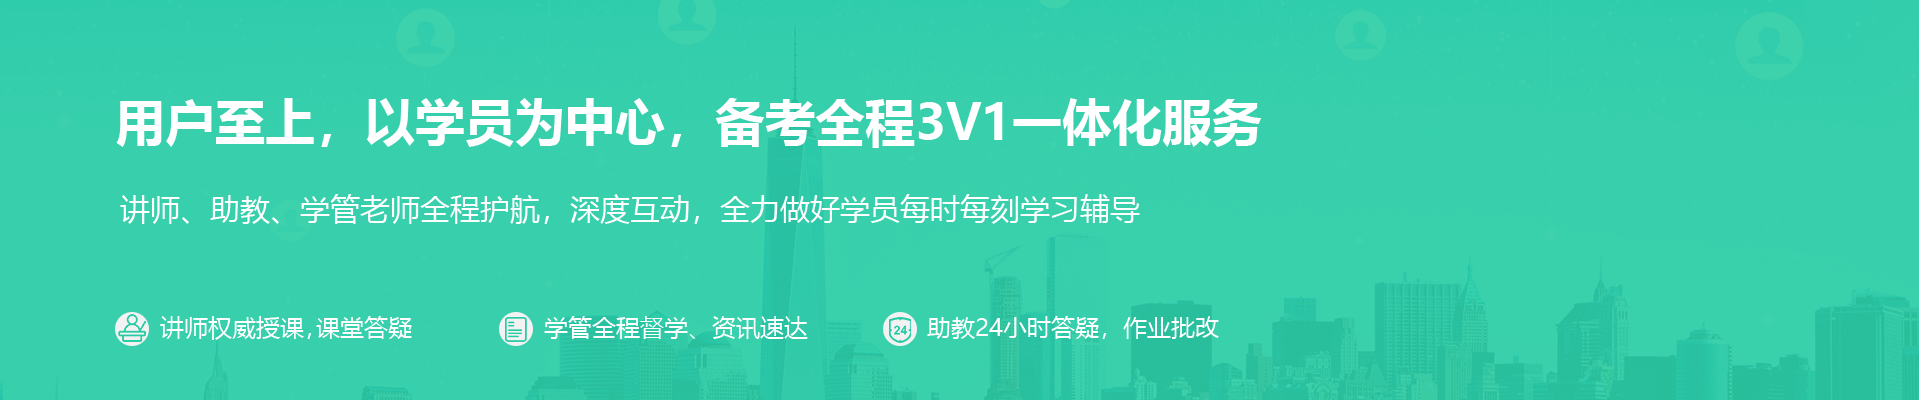 用户至上，以学员为中心，备考全程3V1一体化服务
讲师、助教、学管老师全程护航，深度互动，全力做好学员每时每刻学习辅导
讲师权威授课，课堂答疑
学管全程督学、资讯速达
24
助教24小时答疑，作业批改